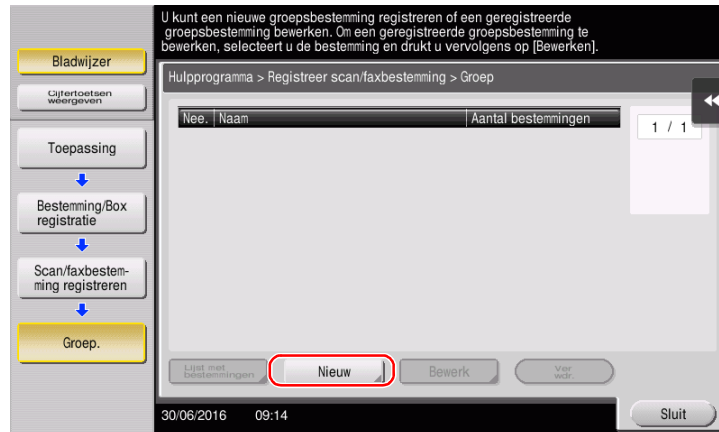 U kunt een nieuwe groepsbestemming registreren of een geregistreerde
groepsbestemming bewerken. Om een geregistreerde groepsbestemming te
bewerken, selecteert u de bestemming en drukt u vervolgens op [Bewerken].
Bladwijzer
Cijfertoetsen
weergeven
Toepassing
Bestemming/Box
registratie
Scan/faxbestem-
ming registreren
Groep.
Hulpprogramma > Registreer scan/faxbestemming > Groep
Nee. Naam Aantal bestemmingen
1 / 1
Lijst met
bestemmingen
Nieuw
Bewerk
Ver
wdr.
30/06/2016 09:14
Sluit